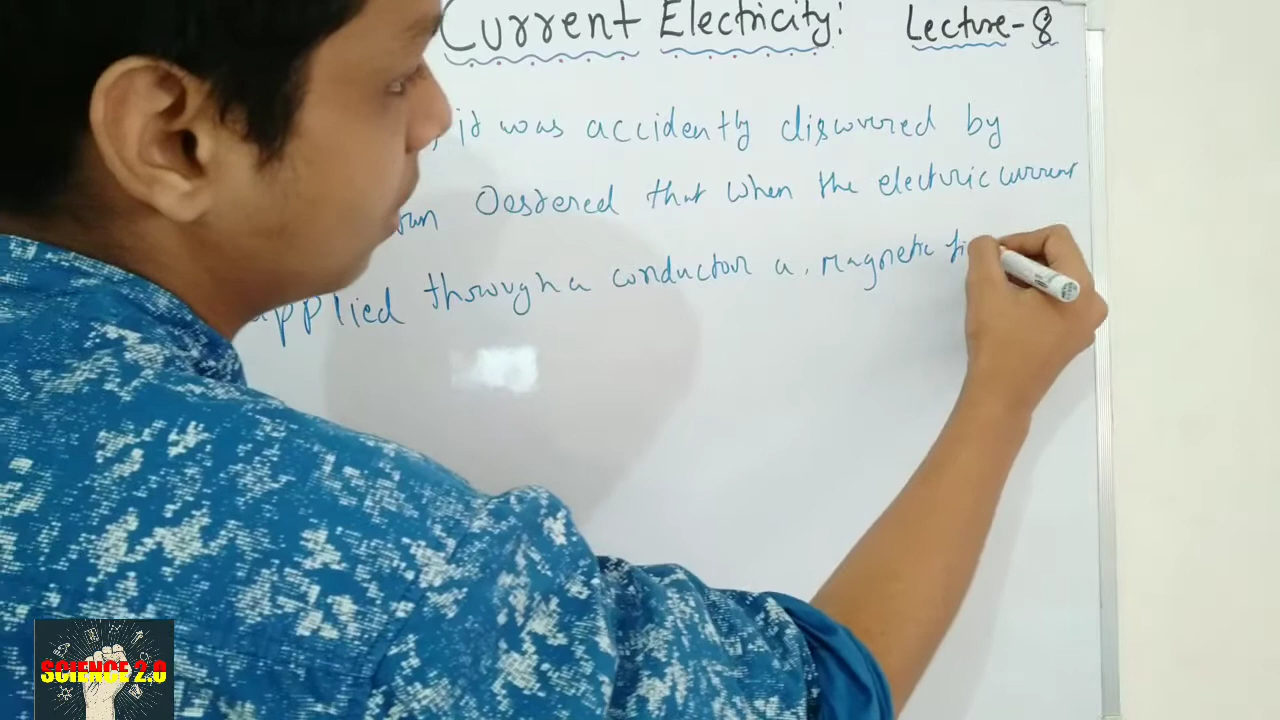 Current Electricity: Lecture-8
, it was accidently discovered by
Oestered that when the electric current
applied through a conductor a, magnetic fi
SCIENCE 2.0